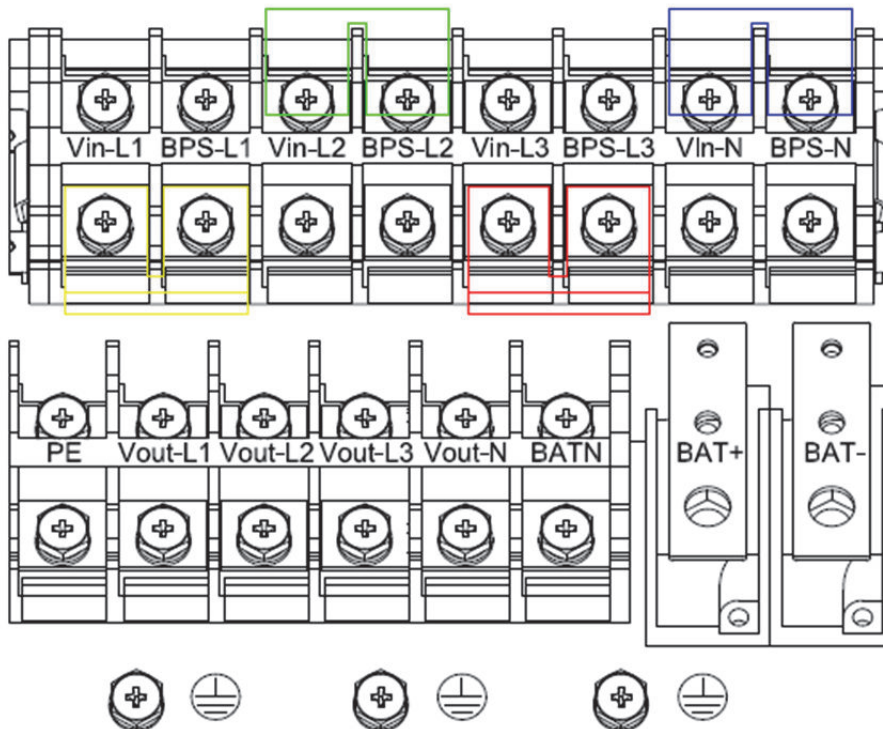 Vin-L1 BPS-L1 Vin-L2 BPS-L2 Vin-L3 BPS-L3 VIn-N BPS-N
PE Vout-L1 Vout-L2 Vout-L3 Vout-N BATN BAT+ BAT-